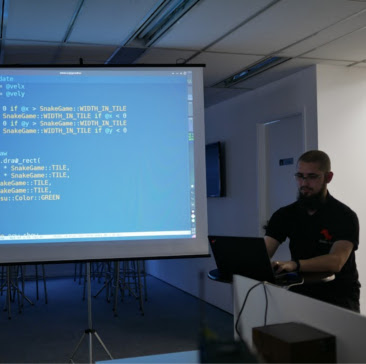 date
+ @velx
+ @vely
0 if @x > SnakeGame::WIDTH_IN_TILE
SnakeGame::WIDTH_IN_TILE if @x < 0
0 if @y > SnakeGame::WIDTH_IN_TILE
SnakeGame::WIDTH_IN_TILE if @y < 0
aw
.draw_rect(
* SnakeGame::TILE,
* SnakeGame::TILE,
akeGame::TILE,
akeGame::TILE,
su::Color::GREEN